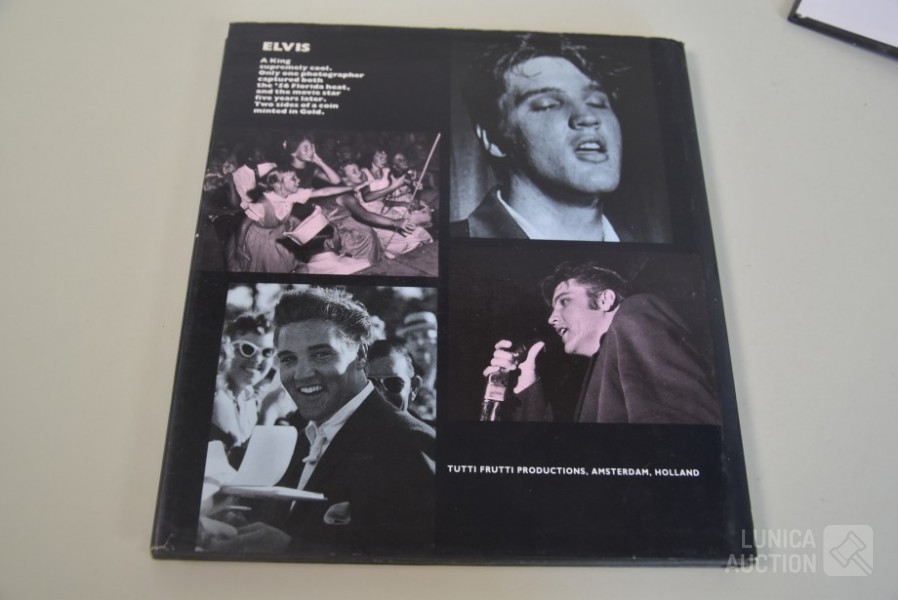 ELVIS
A King
supremely cool.
Only one photographer
captured both
the '56 Florida heat,
and the movie star
five years later.
Two sides of a coin
minted in Gold.
TUTTI FRUTTI PRODUCTIONS, AMSTERDAM, HOLLAND
LUNICA
AUCTION